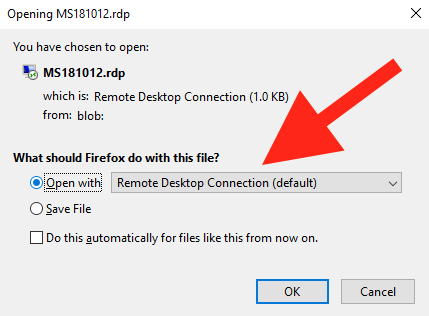 Opening MS181012.rdp
You have chosen to open:
MS181012.rdp
which is: Remote Desktop Connection (1.0 KB)
from: blob:
What should Firefox do with this file?
Open with
Remote Desktop Connection (default)
Save File
Do this automatically for files like this from now on.
OK
Cancel